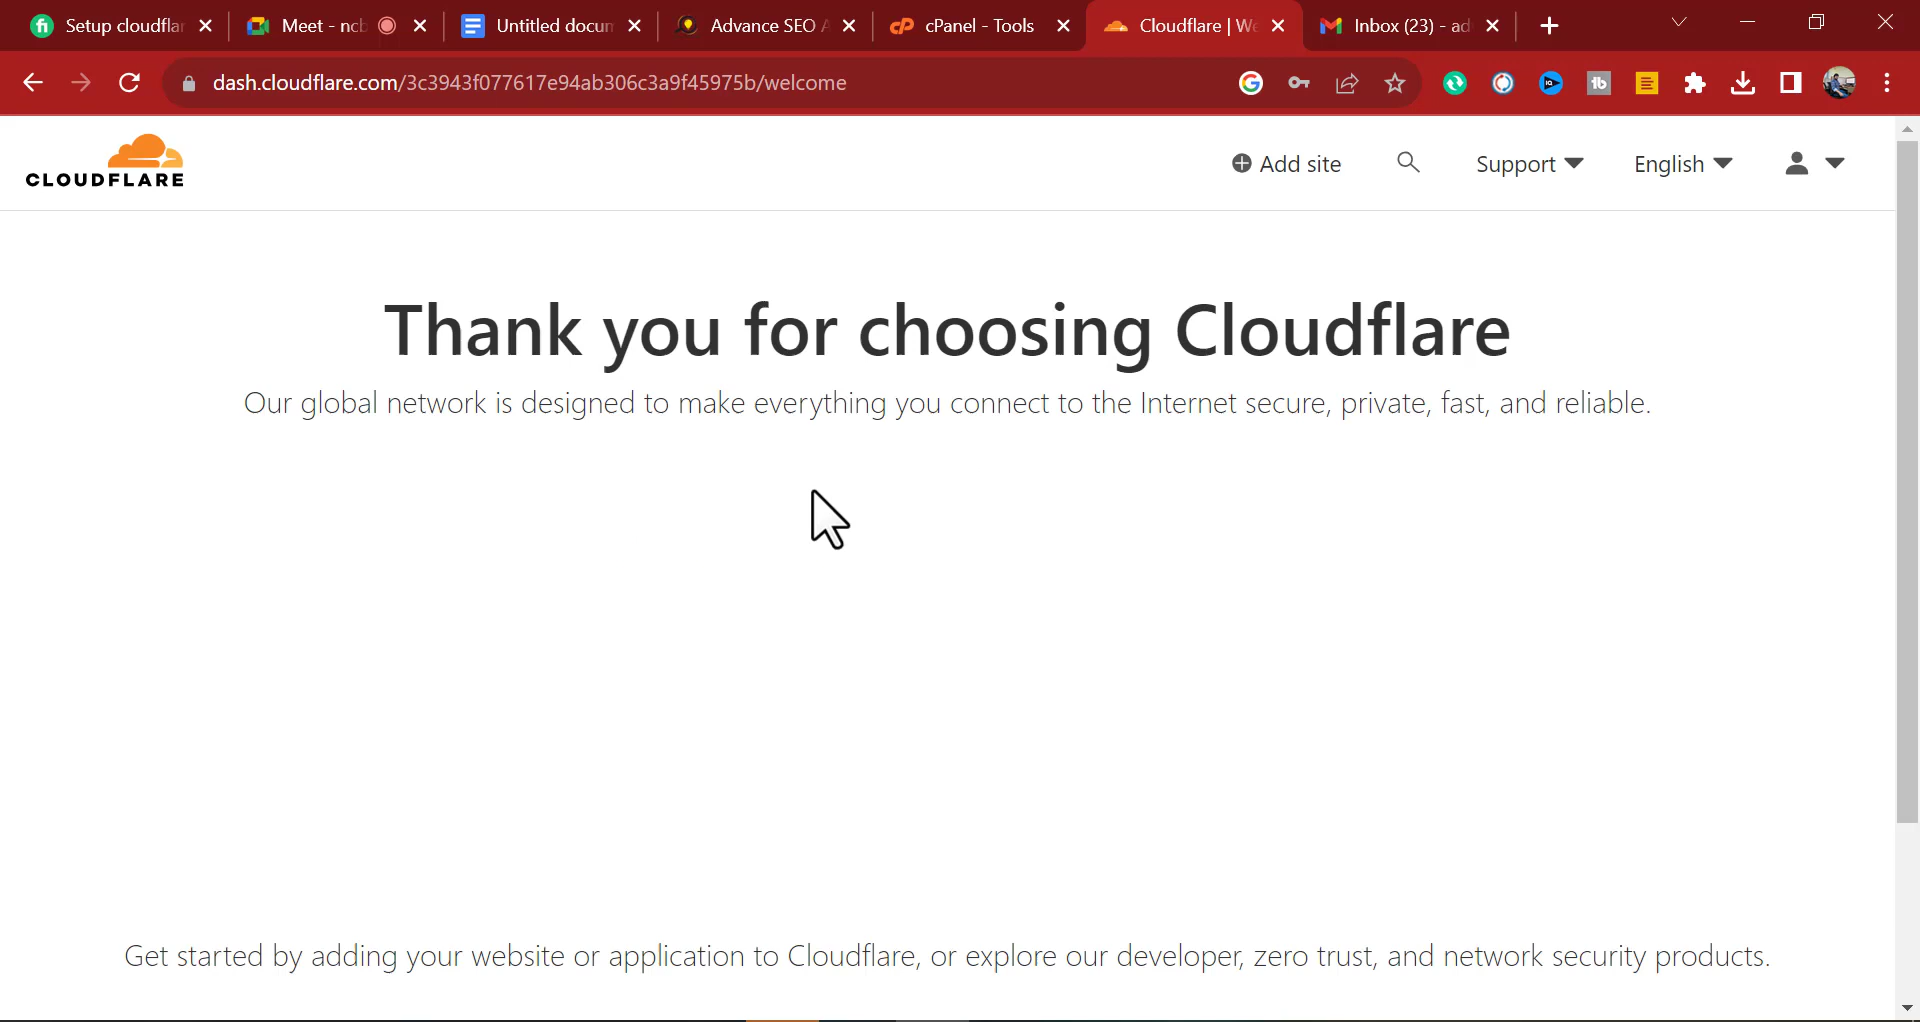 Setup cloudflar
Meet - ncb
Untitled docum
Advance SEO A
cPanel - Tools
Cloudflare | We
Inbox (23) - ad
dash.cloudflare.com/3c3943f077617e94ab306c3a9f45975b/welcome
CLOUDFLARE
Add site
Support
English
Thank you for choosing Cloudflare
Our global network is designed to make everything you connect to the Internet secure, private, fast, and reliable.
Get started by adding your website or application to Cloudflare, or explore our developer, zero trust, and network security products.